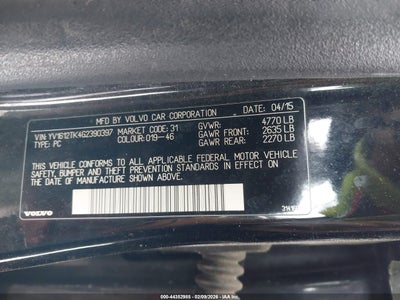 04/15
MFD BY VOLVO CAR CORPORATION
VIN: YV1612TK4G2390397 MARKET CODE: 31 GVWR: 4770 LB
TYPE: PC COLOUR: 019-46 GAWR FRONT: 2635 LB
GAWR REAR: 2270 LB
THIS VEHICLE CONFORMS TO ALL APPLICABLE FEDERAL MOTOR VEHICLE
SAFETY, BUMPER, AND THEFT PREVENTION STANDARDS IN EFFECT ON THE
DATE OF MANUFACTURE SHOWN ABOVE.
VOLVO
000-44352955 - 02/09/2026 - IAA Inc.